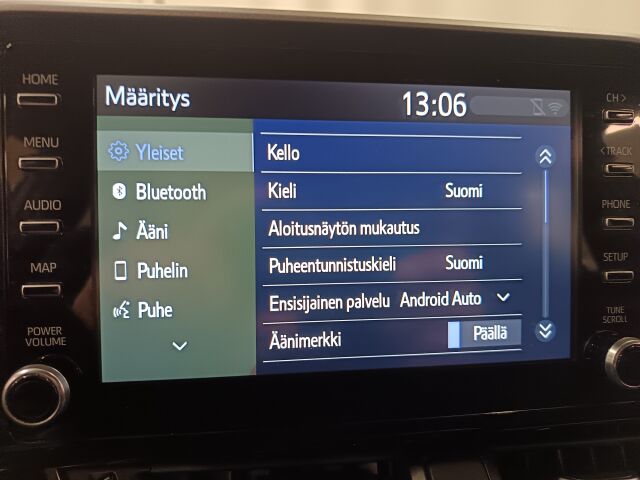 HOME
MENU
AUDIO
MAP
POWER
VOLUME
Määritys
13:06
Yleiset
Bluetooth
Ääni
Puhelin
Puhe
Kello
Kieli Suomi
Aloitusnäytön mukautus
Puheentunnistuskieli Suomi
Ensisijainen palvelu Android Auto
Äänimerkki Päällä
CH >
< TRACK
PHONE
SETUP
TUNE
SCROLL